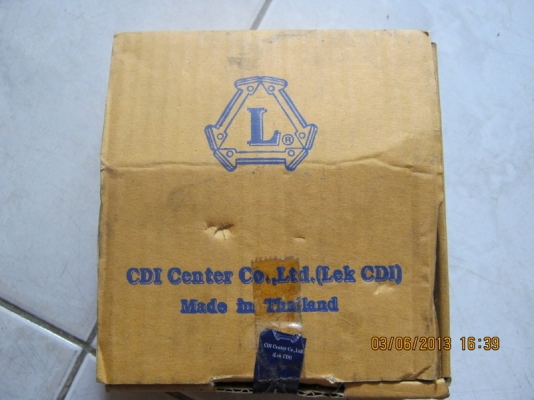 L ®
CDI Center Co.,Ltd.(Lek CDI)
Made in Thailand
CDI Center Co.,Ltd
(Lek CDI)
03/06/2013 16:39